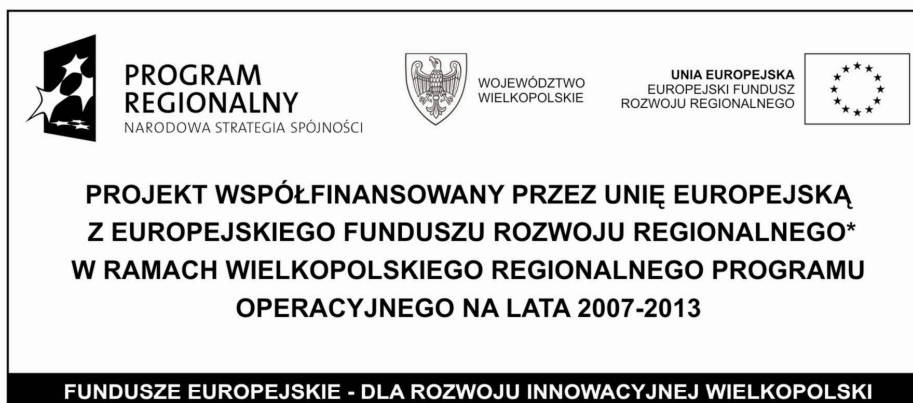 PROGRAM
REGIONALNY
NARODOWA STRATEGIA SPÓJNOŚCI
WOJEWÓDZTWO
WIELKOPOLSKIE
UNIA EUROPEJSKA
EUROPEJSKI FUNDUSZ
ROZWOJU REGIONALNEGO
PROJEKT WSPÓŁFINANSOWANY PRZEZ UNIĘ EUROPEJSKĄ
Z EUROPEJSKIEGO FUNDUSZU ROZWOJU REGIONALNEGO*
W RAMACH WIELKOPOLSKIEGO REGIONALNEGO PROGRAMU
OPERACYJNEGO NA LATA 2007-2013
FUNDUSZE EUROPEJSKIE - DLA ROZWOJU INNOWACYJNEJ WIELKOPOLSKI